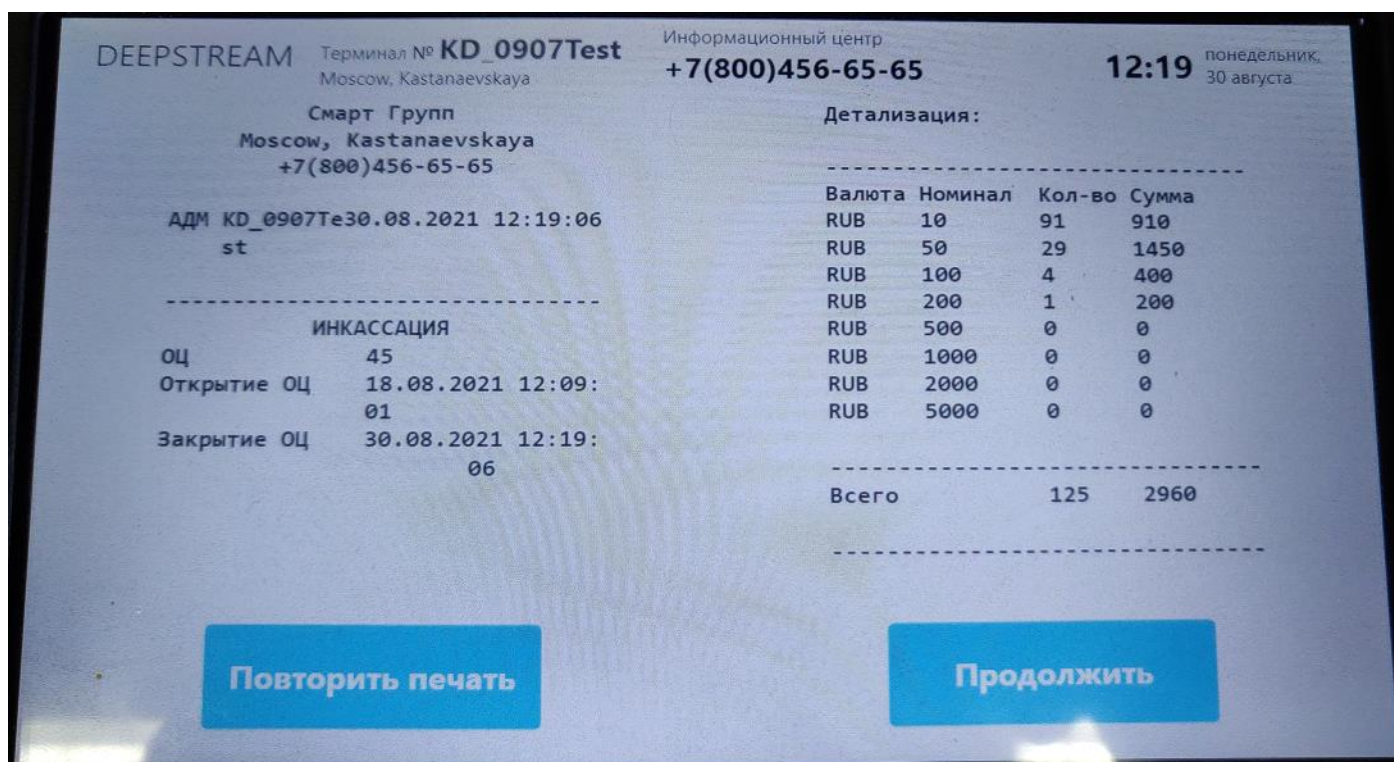 DEEPSTREAM
Терминал № KD_0907Test
Moscow, Kastanaevskaya
Информационный центр
+7(800)456-65-65
12:19
понедельник,
30 августа
Смарт Групп
Moscow, Kastanaevskaya
+7(800)456-65-65
АДМ KD_0907Te30.08.2021 12:19:06
st
--------------------------------
ИНКАССАЦИЯ
ОЦ 45
Открытие ОЦ 18.08.2021 12:09:
01
Закрытие ОЦ 30.08.2021 12:19:
06
Детализация:
--------------------------------
Валюта Номинал Кол-во Сумма
RUB 10 91 910
RUB 50 29 1450
RUB 100 4 400
RUB 200 1 200
RUB 500 0 0
RUB 1000 0 0
RUB 2000 0 0
RUB 5000 0 0
--------------------------------
Всего 125 2960
--------------------------------
Повторить печать
Продолжить